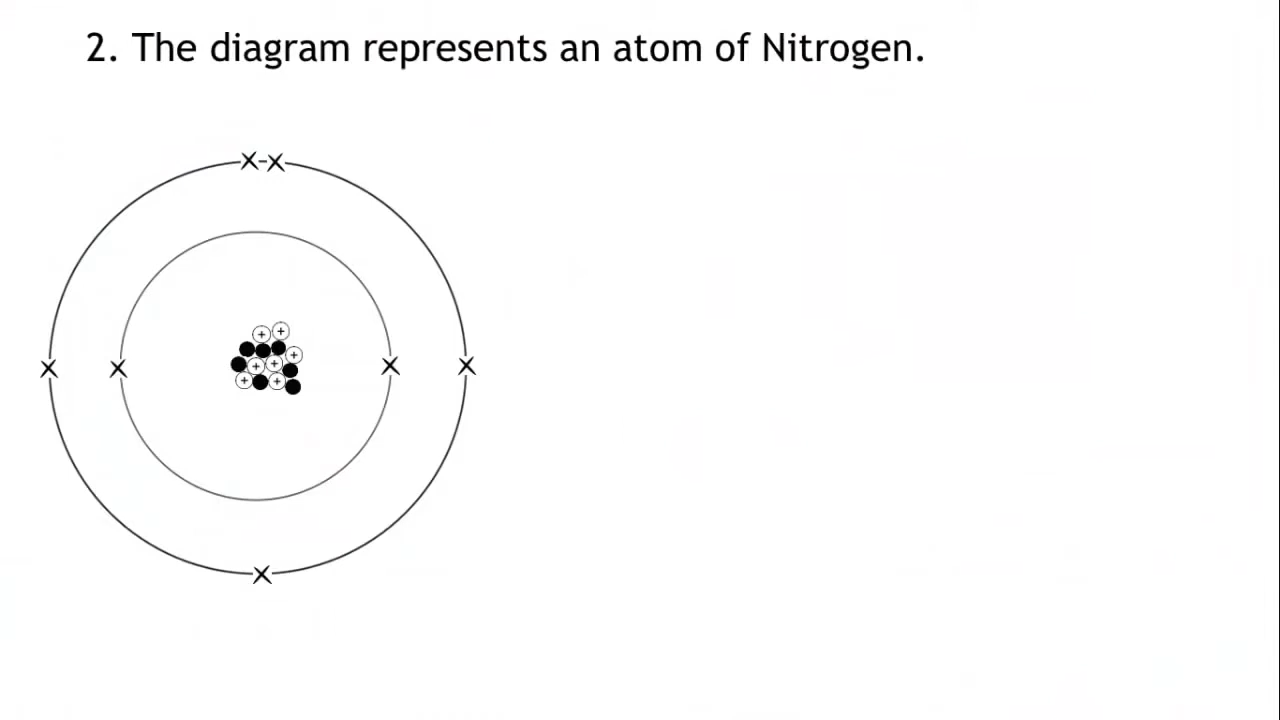 2. The diagram represents an atom of Nitrogen.